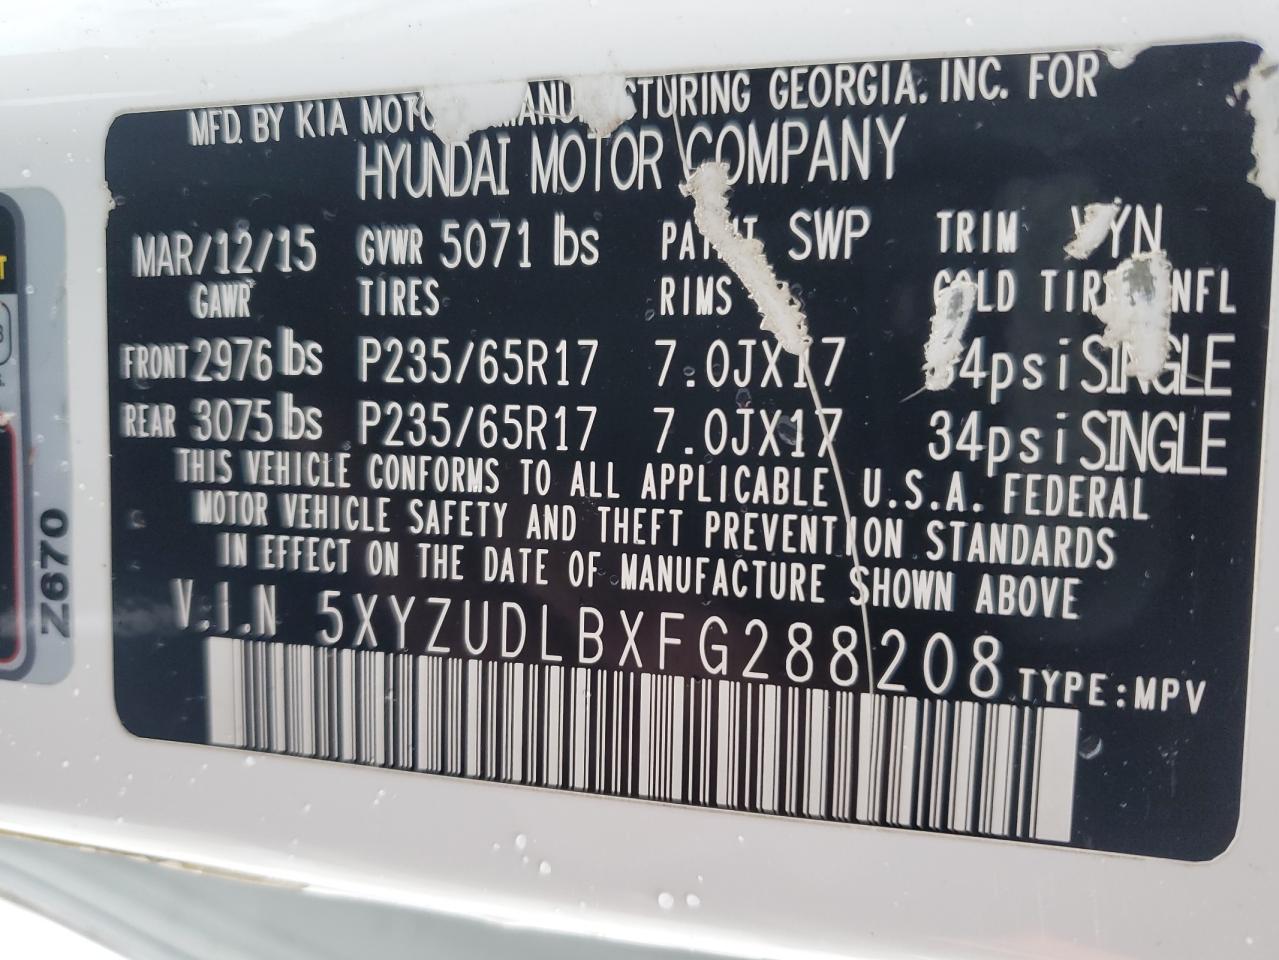 MFD. BY KIA GEORGIA. INC. FOR
HYUNDAI MOTOR COMPANY
MAR/12/15 GVWR 5071 lbs SWP TRIM
GAWR TIRES RIMS
FRONT 2976 lbs P235/65R17 7.0JX17 SINGLE
REAR 3075 lbs P235/65R17 7.0JX17 34psi SINGLE
THIS VEHICLE CONFORMS TO ALL APPLICABLE U.S.A. FEDERAL
MOTOR VEHICLE SAFETY AND THEFT PREVENTION STANDARDS
IN EFFECT ON THE DATE OF MANUFACTURE SHOWN ABOVE
V.I.N 5XYZUDLBXFG288208 TYPE:MPV
Z670